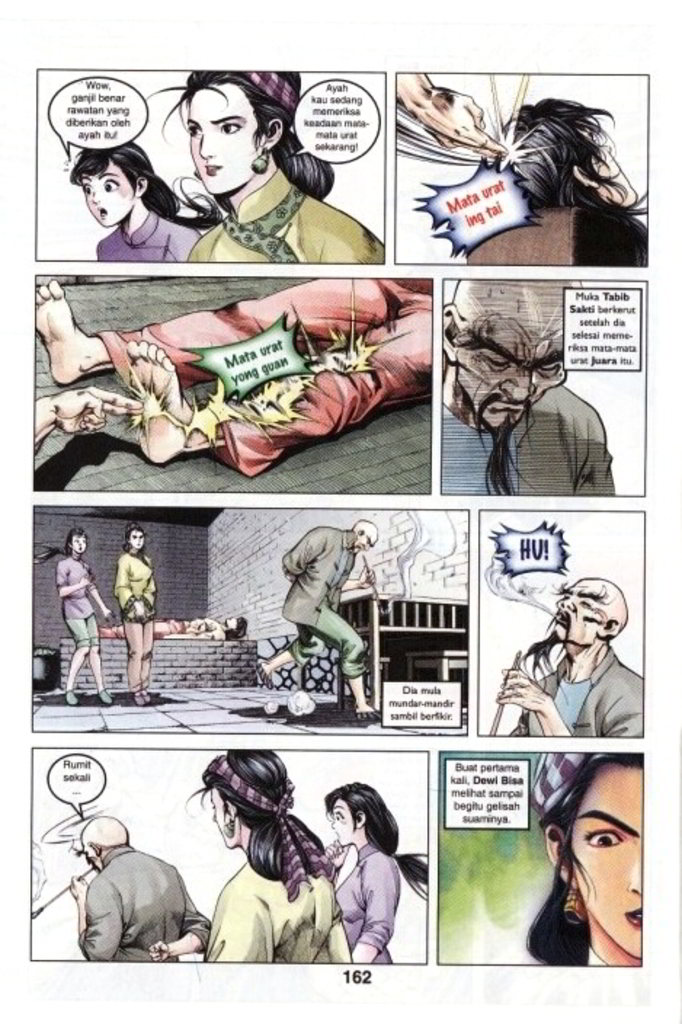 Wow,
ganjil benar
rawatan yang
diberikan oleh
ayah itu!
Ayah
kau sedang
memeriksa
keadaan mata-
mata urat
sekarang!
Mata urat
ing tai
Mata urat
yong guan
Muka Tabib
Sakti berkerut
setelah dia
selesai meme-
riksa mata-mata
urat Juara itu.
Dia mula
mundar-mandir
sambil berfikir.
HU!
Rumit
sekali
...
Buat pertama
kali, Dewi Bisa
melihat sampai
begitu gelisah
suaminya.
162